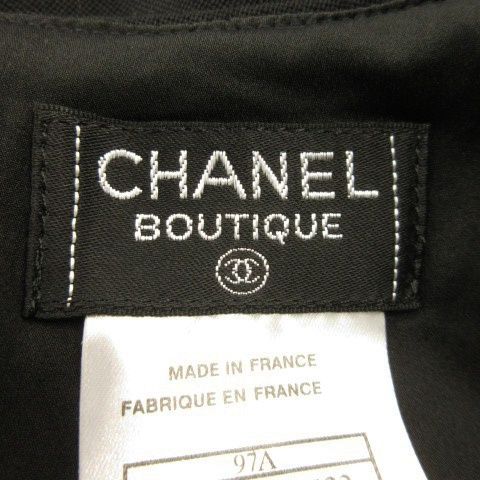 CHANEL
BOUTIQUE
MADE IN FRANCE
FABRIQUE EN FRANCE
97A